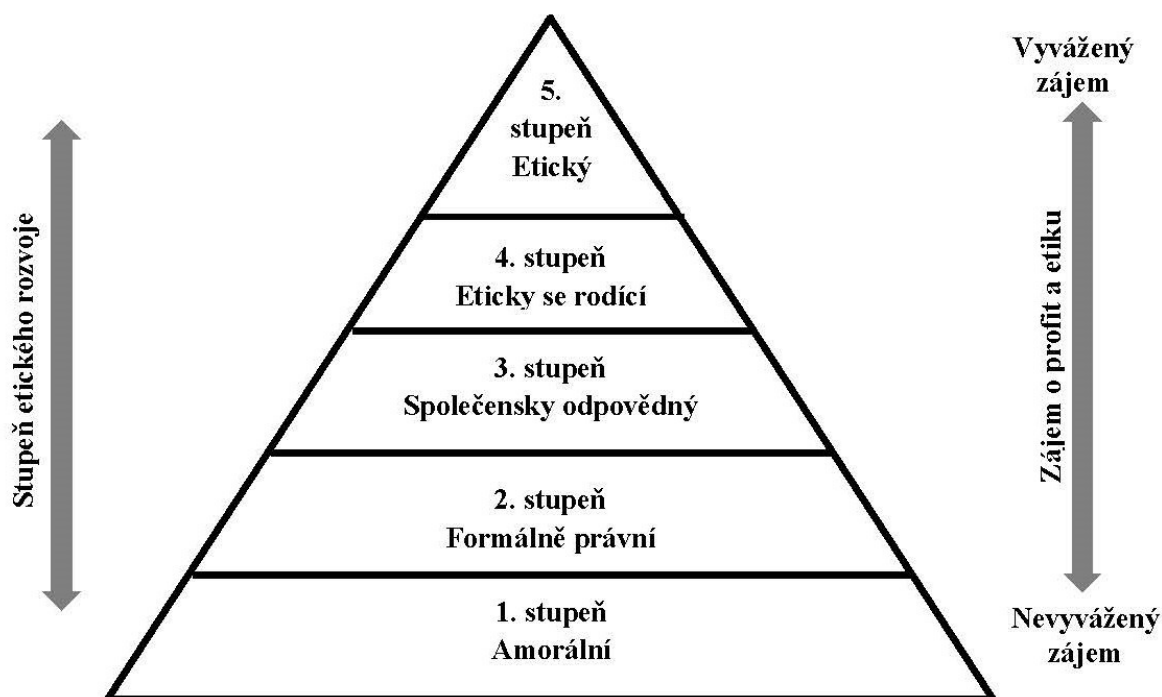 Vyvážený
zájem
5.
stupeň
Etický
4. stupeň
Eticky se rodící
3. stupeň
Společensky odpovědný
2. stupeň
Formálně právní
1. stupeň
Amorální
Stupeň etického rozvoje
Zájem o profit a etiku
Nevyvážený
zájem